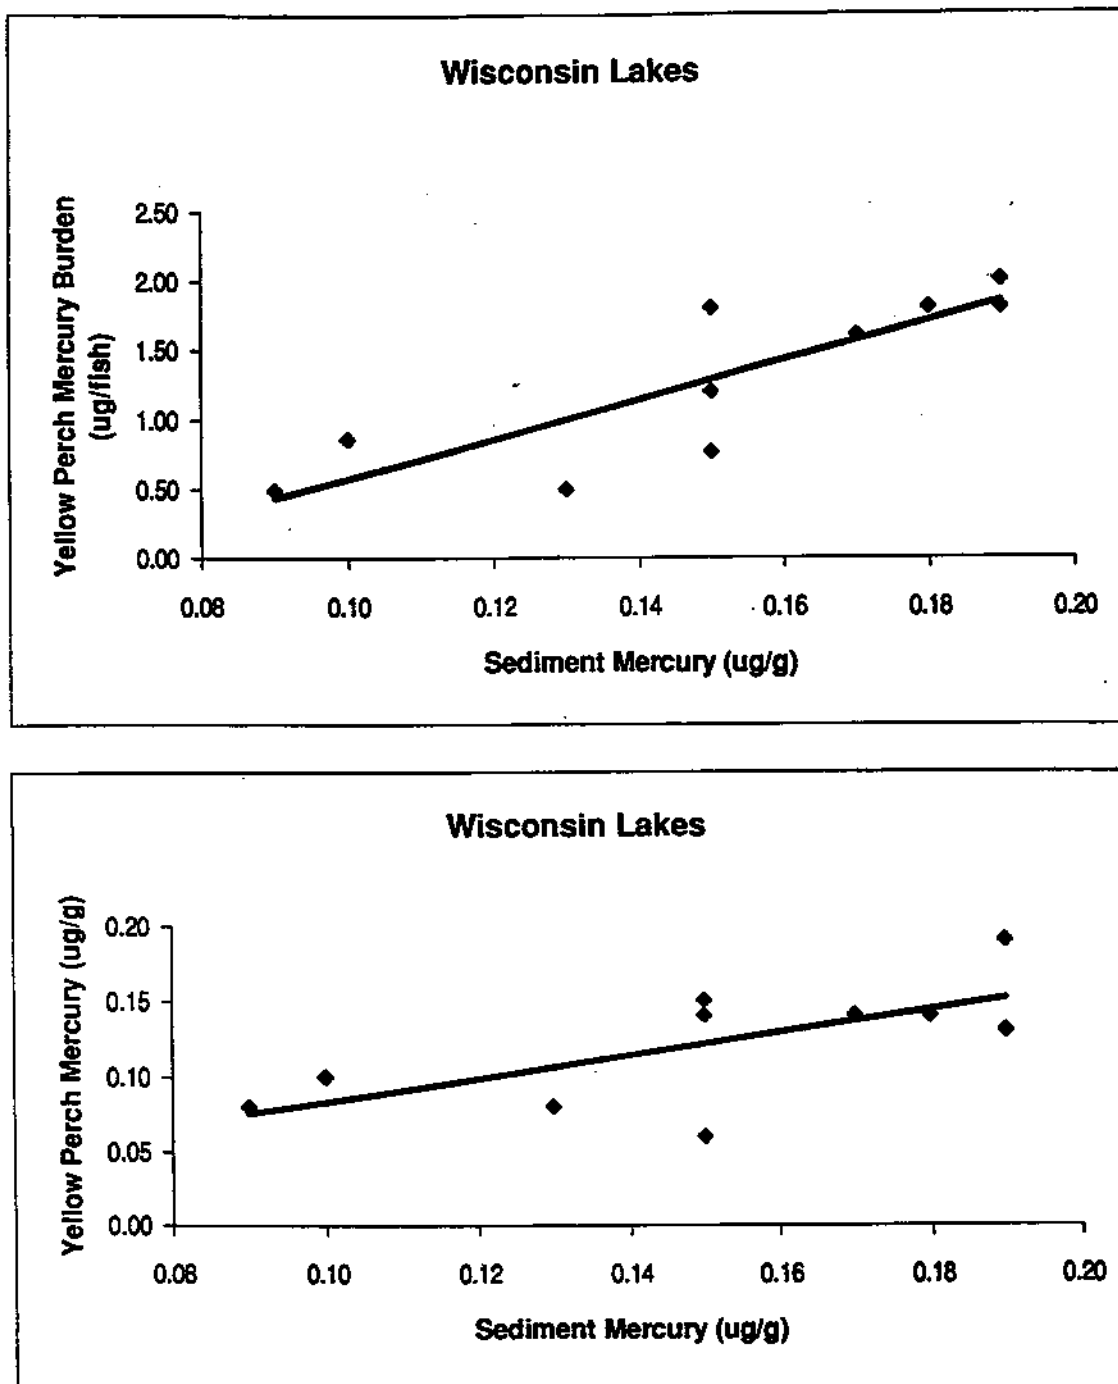 Wisconsin Lakes
Yellow Perch Mercury Burden
(ug/fish)
2.50
2.00
1.50
1.00
0.50
0.00
0.08 0.10 0.12 0.14 0.16 0.18 0.20
Sediment Mercury (ug/g)
Wisconsin Lakes
Yellow Perch Mercury (ug/g)
0.20
0.15
0.10
0.05
0.00
0.08 0.10 0.12 0.14 0.16 0.18 0.20
Sediment Mercury (ug/g)